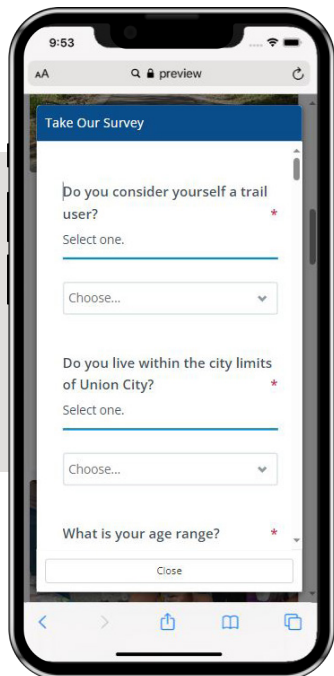 9:53
AA preview
Take Our Survey
Do you consider yourself a trail
user? *
Select one.
Choose...
Do you live within the city limits
of Union City? *
Select one.
Choose...
What is your age range? *
Close